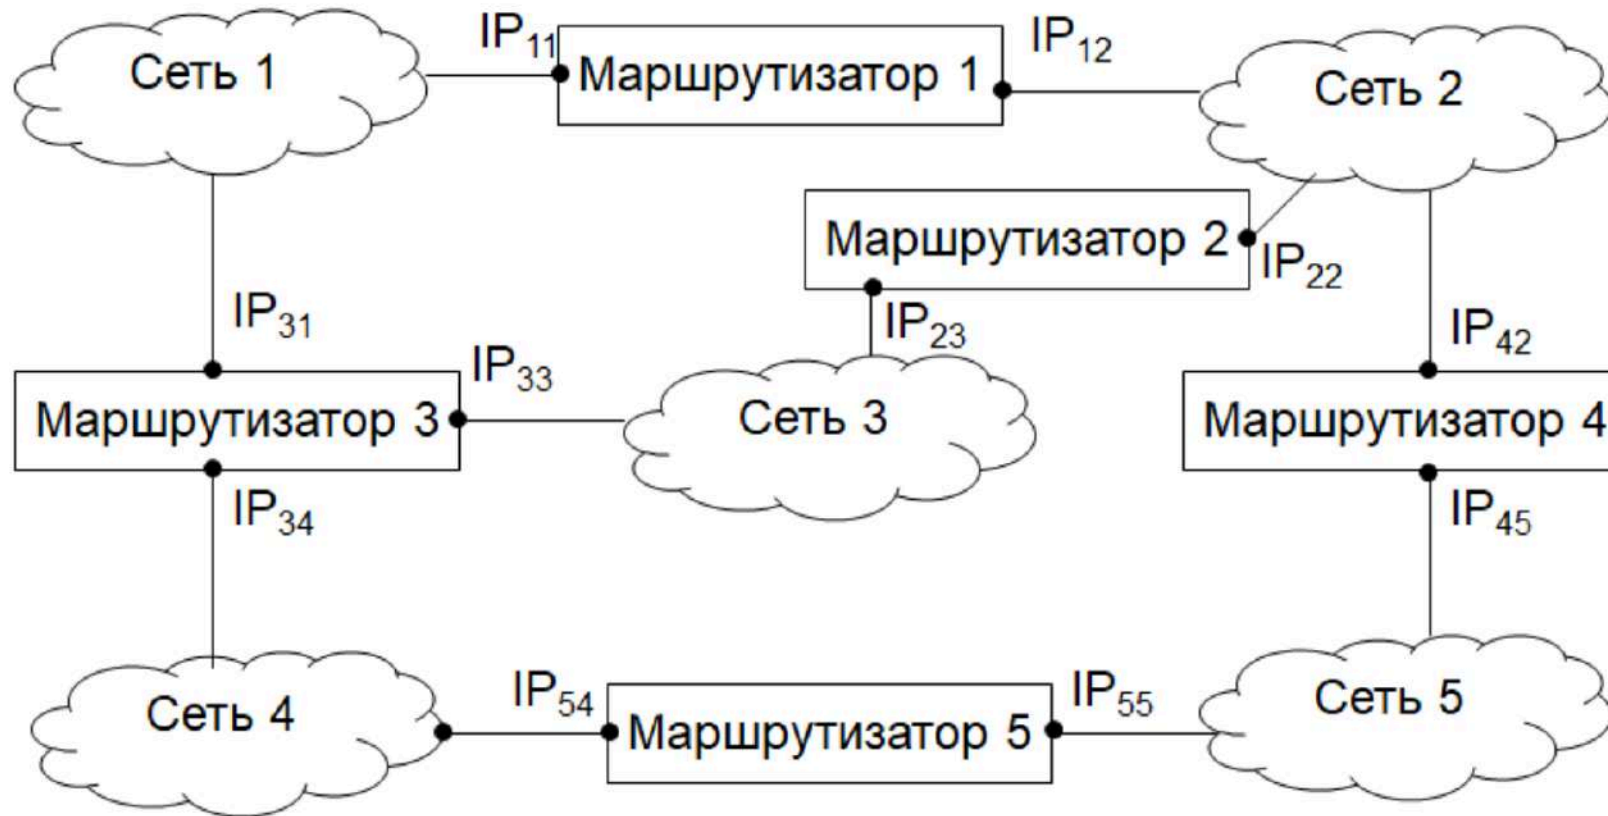 Сеть 1
IP11
Маршрутизатор 1
IP12
Сеть 2
Маршрутизатор 2
IP22
IP23
IP31
IP33
IP42
Маршрутизатор 3
Сеть 3
Маршрутизатор 4
IP34
IP45
Сеть 4
IP54
Маршрутизатор 5
IP55
Сеть 5